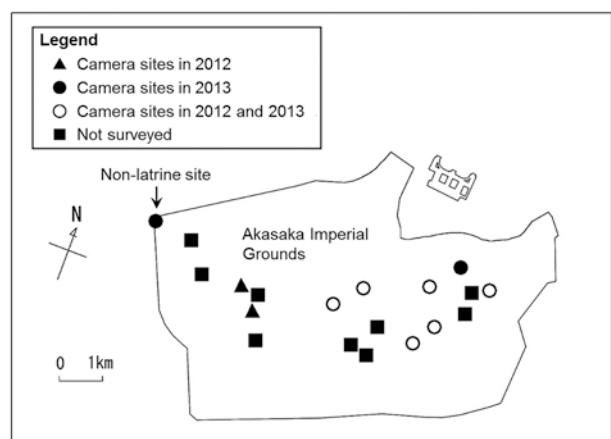 Legend
Camera sites in 2012
Camera sites in 2013
Camera sites in 2012 and 2013
Not surveyed
Non-latrine site
N
Akasaka Imperial
Grounds
0 1km